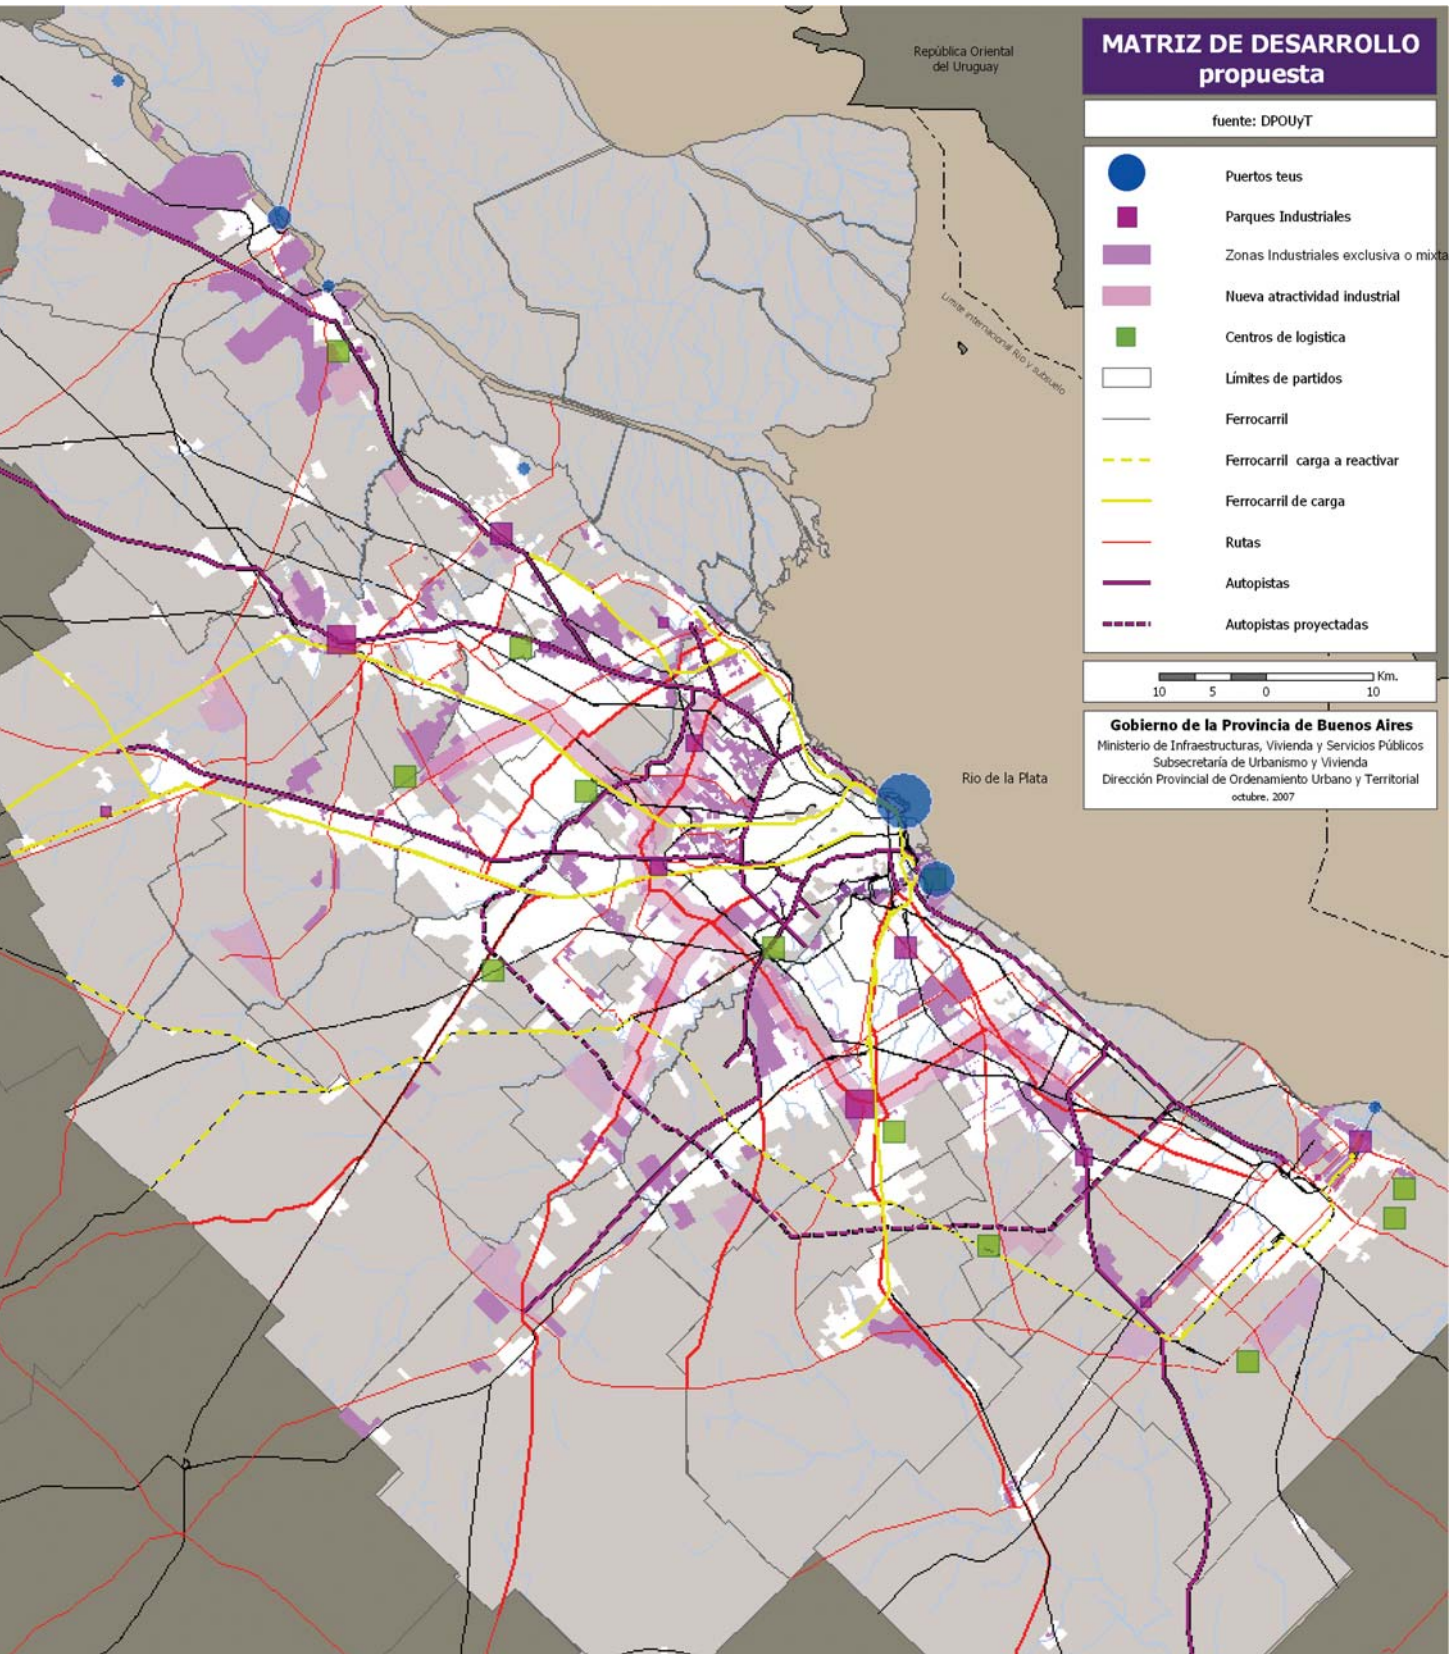 República Oriental
del Uruguay
Límite internacional Río y subsuelo
Rio de la Plata
MATRIZ DE DESARROLLO
propuesta
fuente: DPOUyT
Puertos teus
Parques Industriales
Zonas Industriales exclusiva o mixta
Nueva atractividad industrial
Centros de logistica
Límites de partidos
Ferrocarril
Ferrocarril carga a reactivar
Ferrocarril de carga
Rutas
Autopistas
Autopistas proyectadas
Km.
10 5 0 10
Gobierno de la Provincia de Buenos Aires
Ministerio de Infraestructuras, Vivienda y Servicios Públicos
Subsecretaría de Urbanismo y Vivienda
Dirección Provincial de Ordenamiento Urbano y Territorial
octubre. 2007